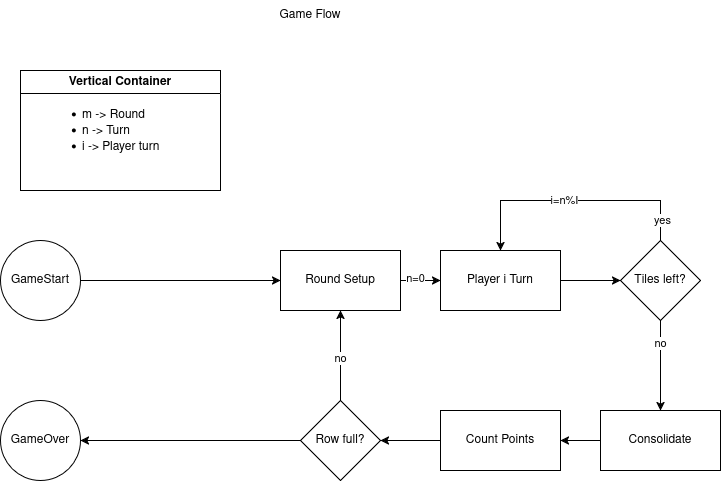 Game Flow
Vertical Container
m -> Round
n -> Turn
i -> Player turn
i=n%I
yes
GameStart
Round Setup
n=0
Player i Turn
Tiles left?
no
no
GameOver
Row full?
Count Points
Consolidate